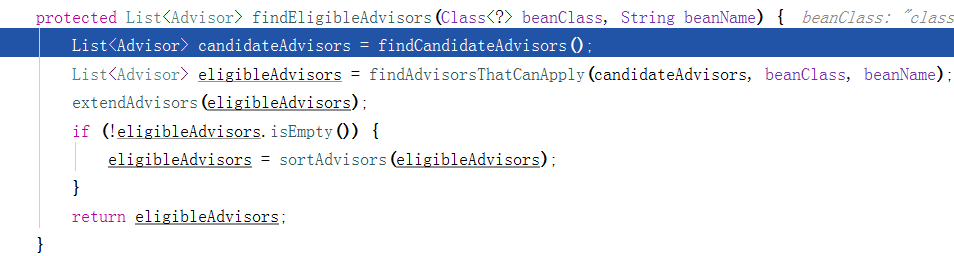 protected List<Advisor> findEligibleAdvisors(Class<?> beanClass, String beanName) { beanClass: "class
List<Advisor> candidateAdvisors = findCandidateAdvisors();
List<Advisor> eligibleAdvisors = findAdvisorsThatCanApply(candidateAdvisors, beanClass, beanName);
extendAdvisors(eligibleAdvisors);
if (!eligibleAdvisors.isEmpty()) {
eligibleAdvisors = sortAdvisors(eligibleAdvisors);
}
return eligibleAdvisors;
}